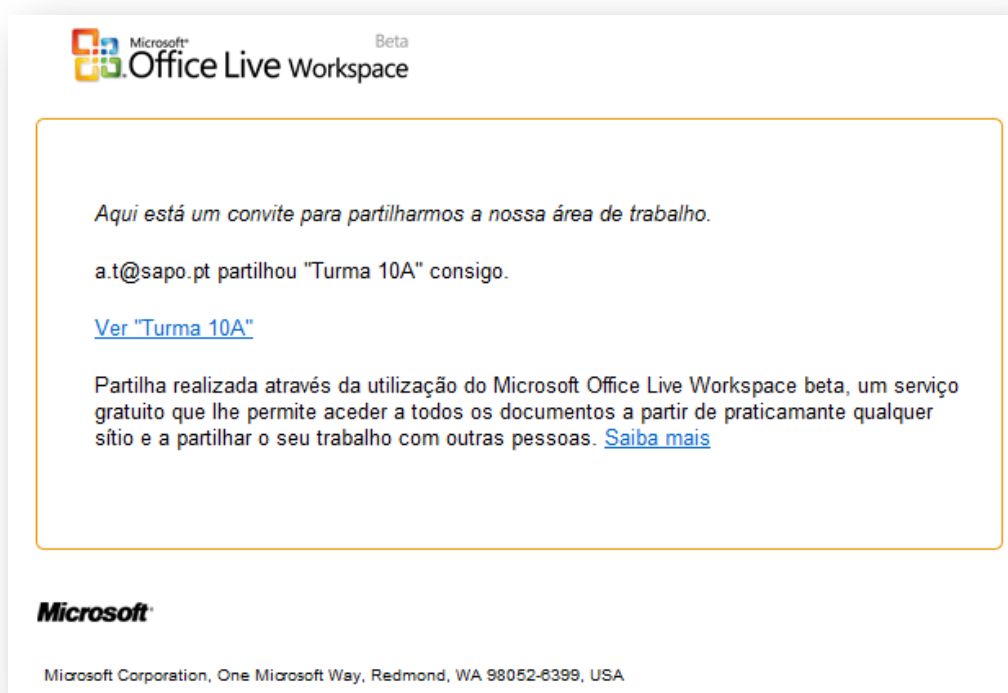 Microsoft®
Beta
Office Live Workspace
Aqui está um convite para partilharmos a nossa área de trabalho.
a.t@sapo.pt partilhou "Turma 10A" consigo.
Ver "Turma 10A"
Partilha realizada através da utilização do Microsoft Office Live Workspace beta, um serviço
gratuito que lhe permite aceder a todos os documentos a partir de praticamante qualquer
sítio e a partilhar o seu trabalho com outras pessoas. Saiba mais
Microsoft®
Microsoft Corporation, One Microsoft Way, Redmond, WA 98052-6399, USA